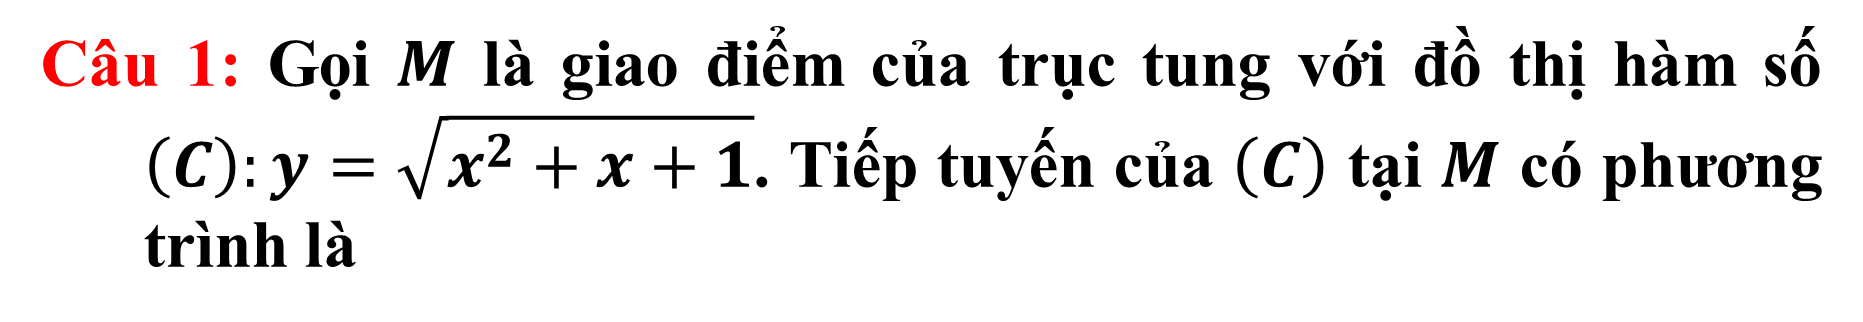 Câu 1: Gọi M là giao điểm của trục tung với đồ thị hàm số
(C): y = √(x² + x + 1). Tiếp tuyến của (C) tại M có phương
trình là